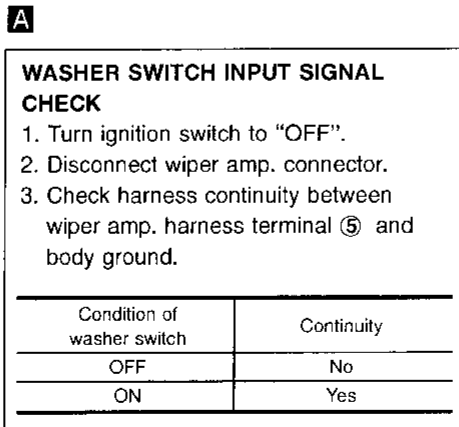 A
WASHER SWITCH INPUT SIGNAL
CHECK
1. Turn ignition switch to "OFF".
2. Disconnect wiper amp. connector.
3. Check harness continuity between
wiper amp. harness terminal ⑤ and
body ground.
Condition of
washer switch Continuity
OFF No
ON Yes